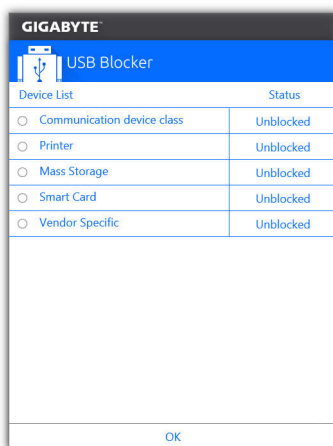 GIGABYTE™
USB Blocker
Device List Status
Communication device class Unblocked
Printer Unblocked
Mass Storage Unblocked
Smart Card Unblocked
Vendor Specific Unblocked
OK